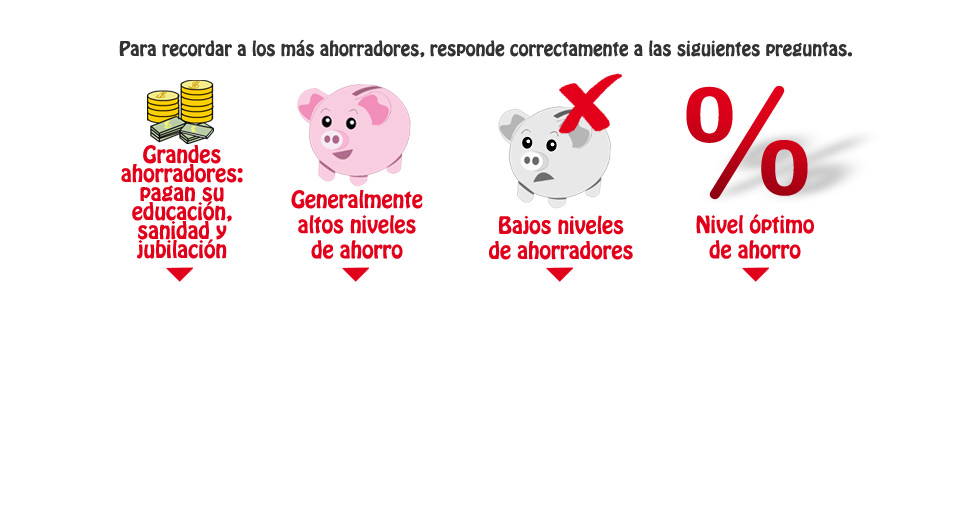 Para recordar a los más ahorradores, responde correctamente a las siguientes preguntas.
Grandes
ahorradores:
pagan su
educación,
sanidad y
jubilación
Generalmente
altos niveles
de ahorro
Bajos niveles
de ahorradores
%
Nivel óptimo
de ahorro